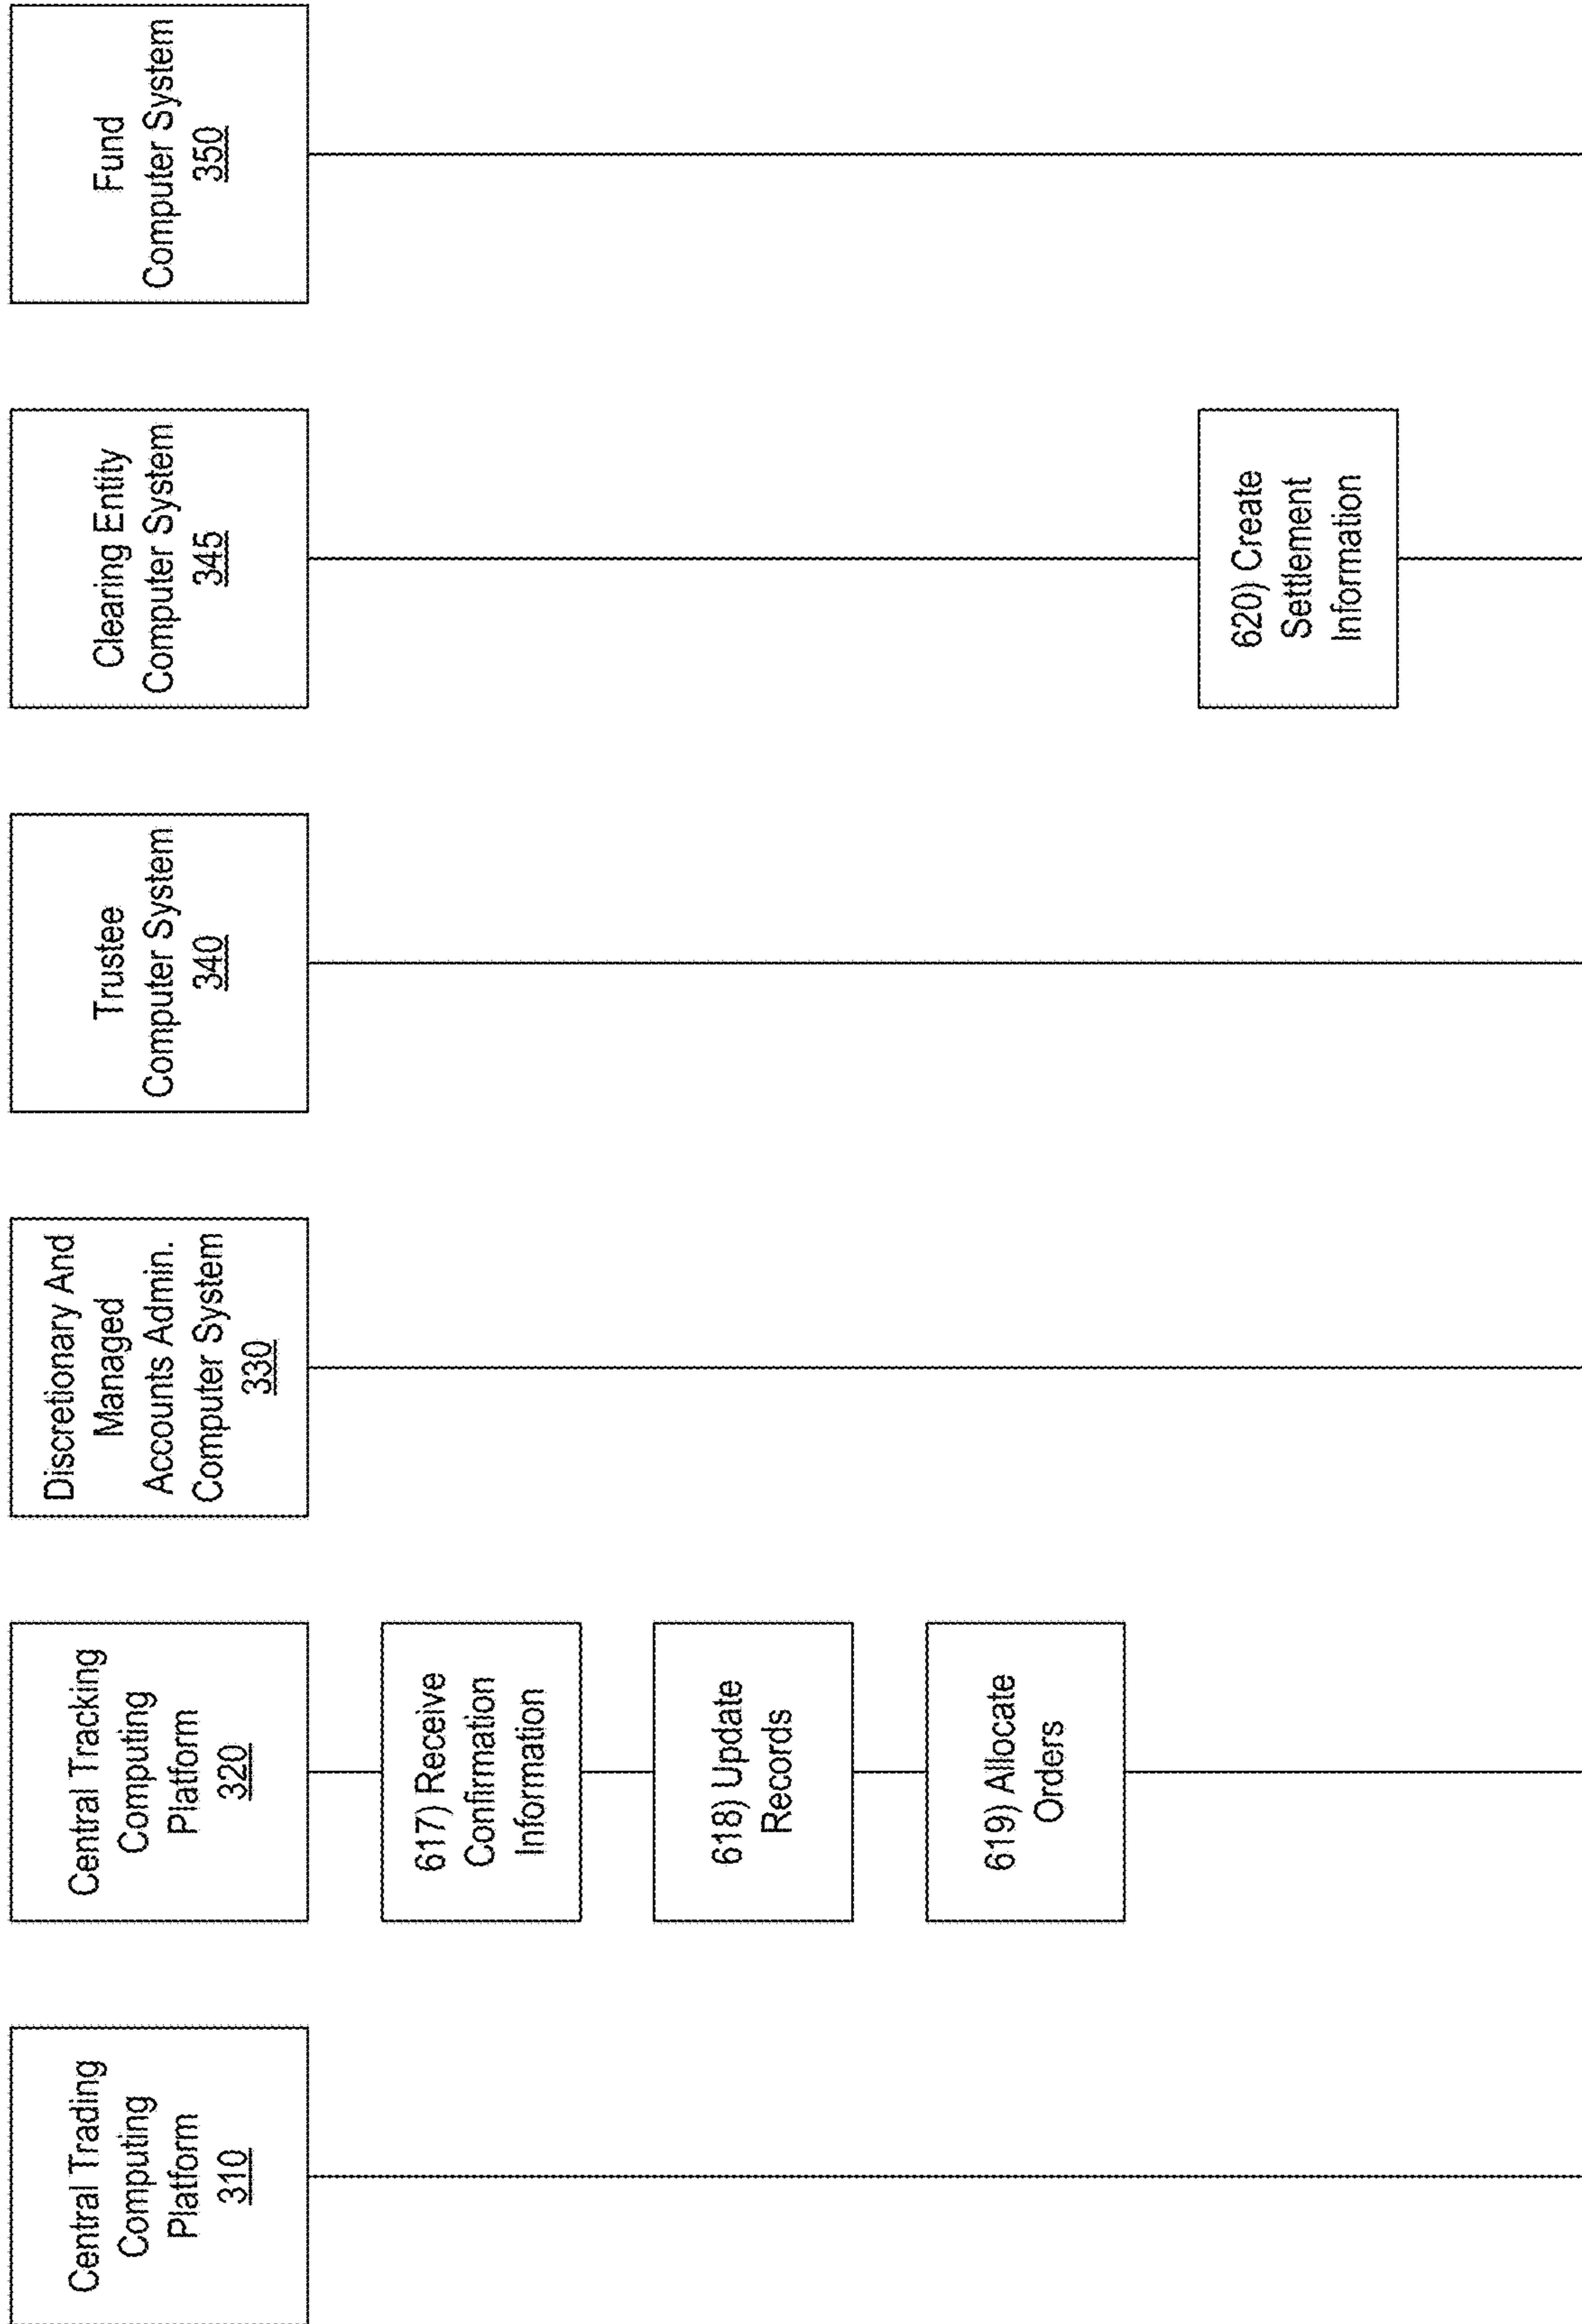 Central Trading
Computing
Platform
310
Central Tracking
Computing
Platform
320
Discretionary And
Managed
Accounts Admin.
Computer System
330
Trustee
Computer System
340
Clearing Entity
Computer System
345
Fund
Computer System
350
617) Receive
Confirmation
Information
618) Update
Records
619) Allocate
Orders
620) Create
Settlement
Information